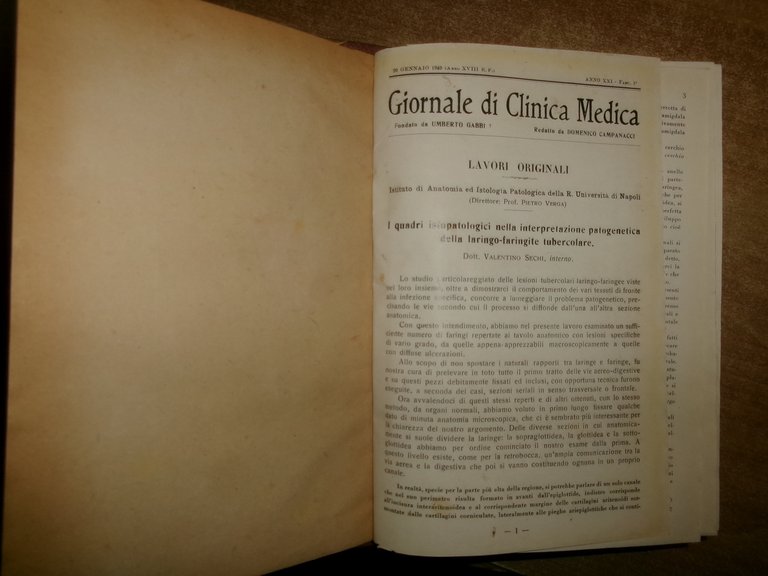 20 GENNAIO 1940 (Anno XVIII E. F.)
ANNO XXI - Fasc. 1°
Giornale di Clinica Medica
Fondato da UMBERTO GABBI †
Redatto da DOMENICO CAMPANACCI
LAVORI ORIGINALI
Istituto di Anatomia ed Istologia Patologica della R. Università di Napoli
(Direttore: Prof. PIETRO VERGA)
I quadri istopatologici nella interpretazione patogenetica
della laringo-faringite tubercolare.
Dott. VALENTINO SECHI, interno.
Lo studio particolareggiato delle lesioni tubercolari laringo-faringee viste
nel loro insieme, oltre a dimostrarci il comportamento dei vari tessuti di fronte
alla infezione specifica, concorre a lumeggiare il problema patogenetico, pre-
cisando le vie secondo cui il processo si diffonde dall'una all'altra sezione
anatomica.
Con questo intendimento, abbiamo nel presente lavoro esaminato un suffi-
ciente numero di faringi repertate al tavolo anatomico con lesioni specifiche
di vario grado, da quelle appena apprezzabili macroscopicamente a quelle
con diffuse ulcerazioni.
Allo scopo di non spostare i naturali rapporti tra laringe e faringe, fu
nostra cura di prelevare in toto tutto il primo tratto delle vie aereo-digestive
e su questi pezzi debitamente fissati ed inclusi, con opportuna tecnica furono
eseguite, a seconda dei casi, sezioni seriali in senso trasversale o frontale.
Ora avvalendoci di questi stessi reperti e di altri ottenuti, con lo stesso
metodo, da organi normali, abbiamo voluto in primo luogo fissare qualche
dato di minuta anatomia microscopica, che ci è sembrato più interessante per
la chiarezza del nostro argomento. Delle diverse sezioni in cui anatomica-
mente si suole dividere la laringe: la sopraglottidea, la glottidea e la sotto-
glottidea abbiamo per ordine cominciato il nostro esame dalla prima. A
questo livello esiste, come per la retrobocca, un'ampia comunicazione tra la
via aerea e la digestiva che poi si vanno costituendo ognuna in un proprio
canale.
In realtà, specie per la parte più alta della regione, si potrebbe parlare di un solo canale
che nel suo perimetro risulta formato in avanti dall'epiglottide, indietro corrisponde
all'incisura interaritenoidea e al corrispondente margine delle cartilagini aritenoidi sor-
montate dalle cartilagini corniculate, lateralmente alle pieghe ariepiglottiche che si conti-
— 1 —
3